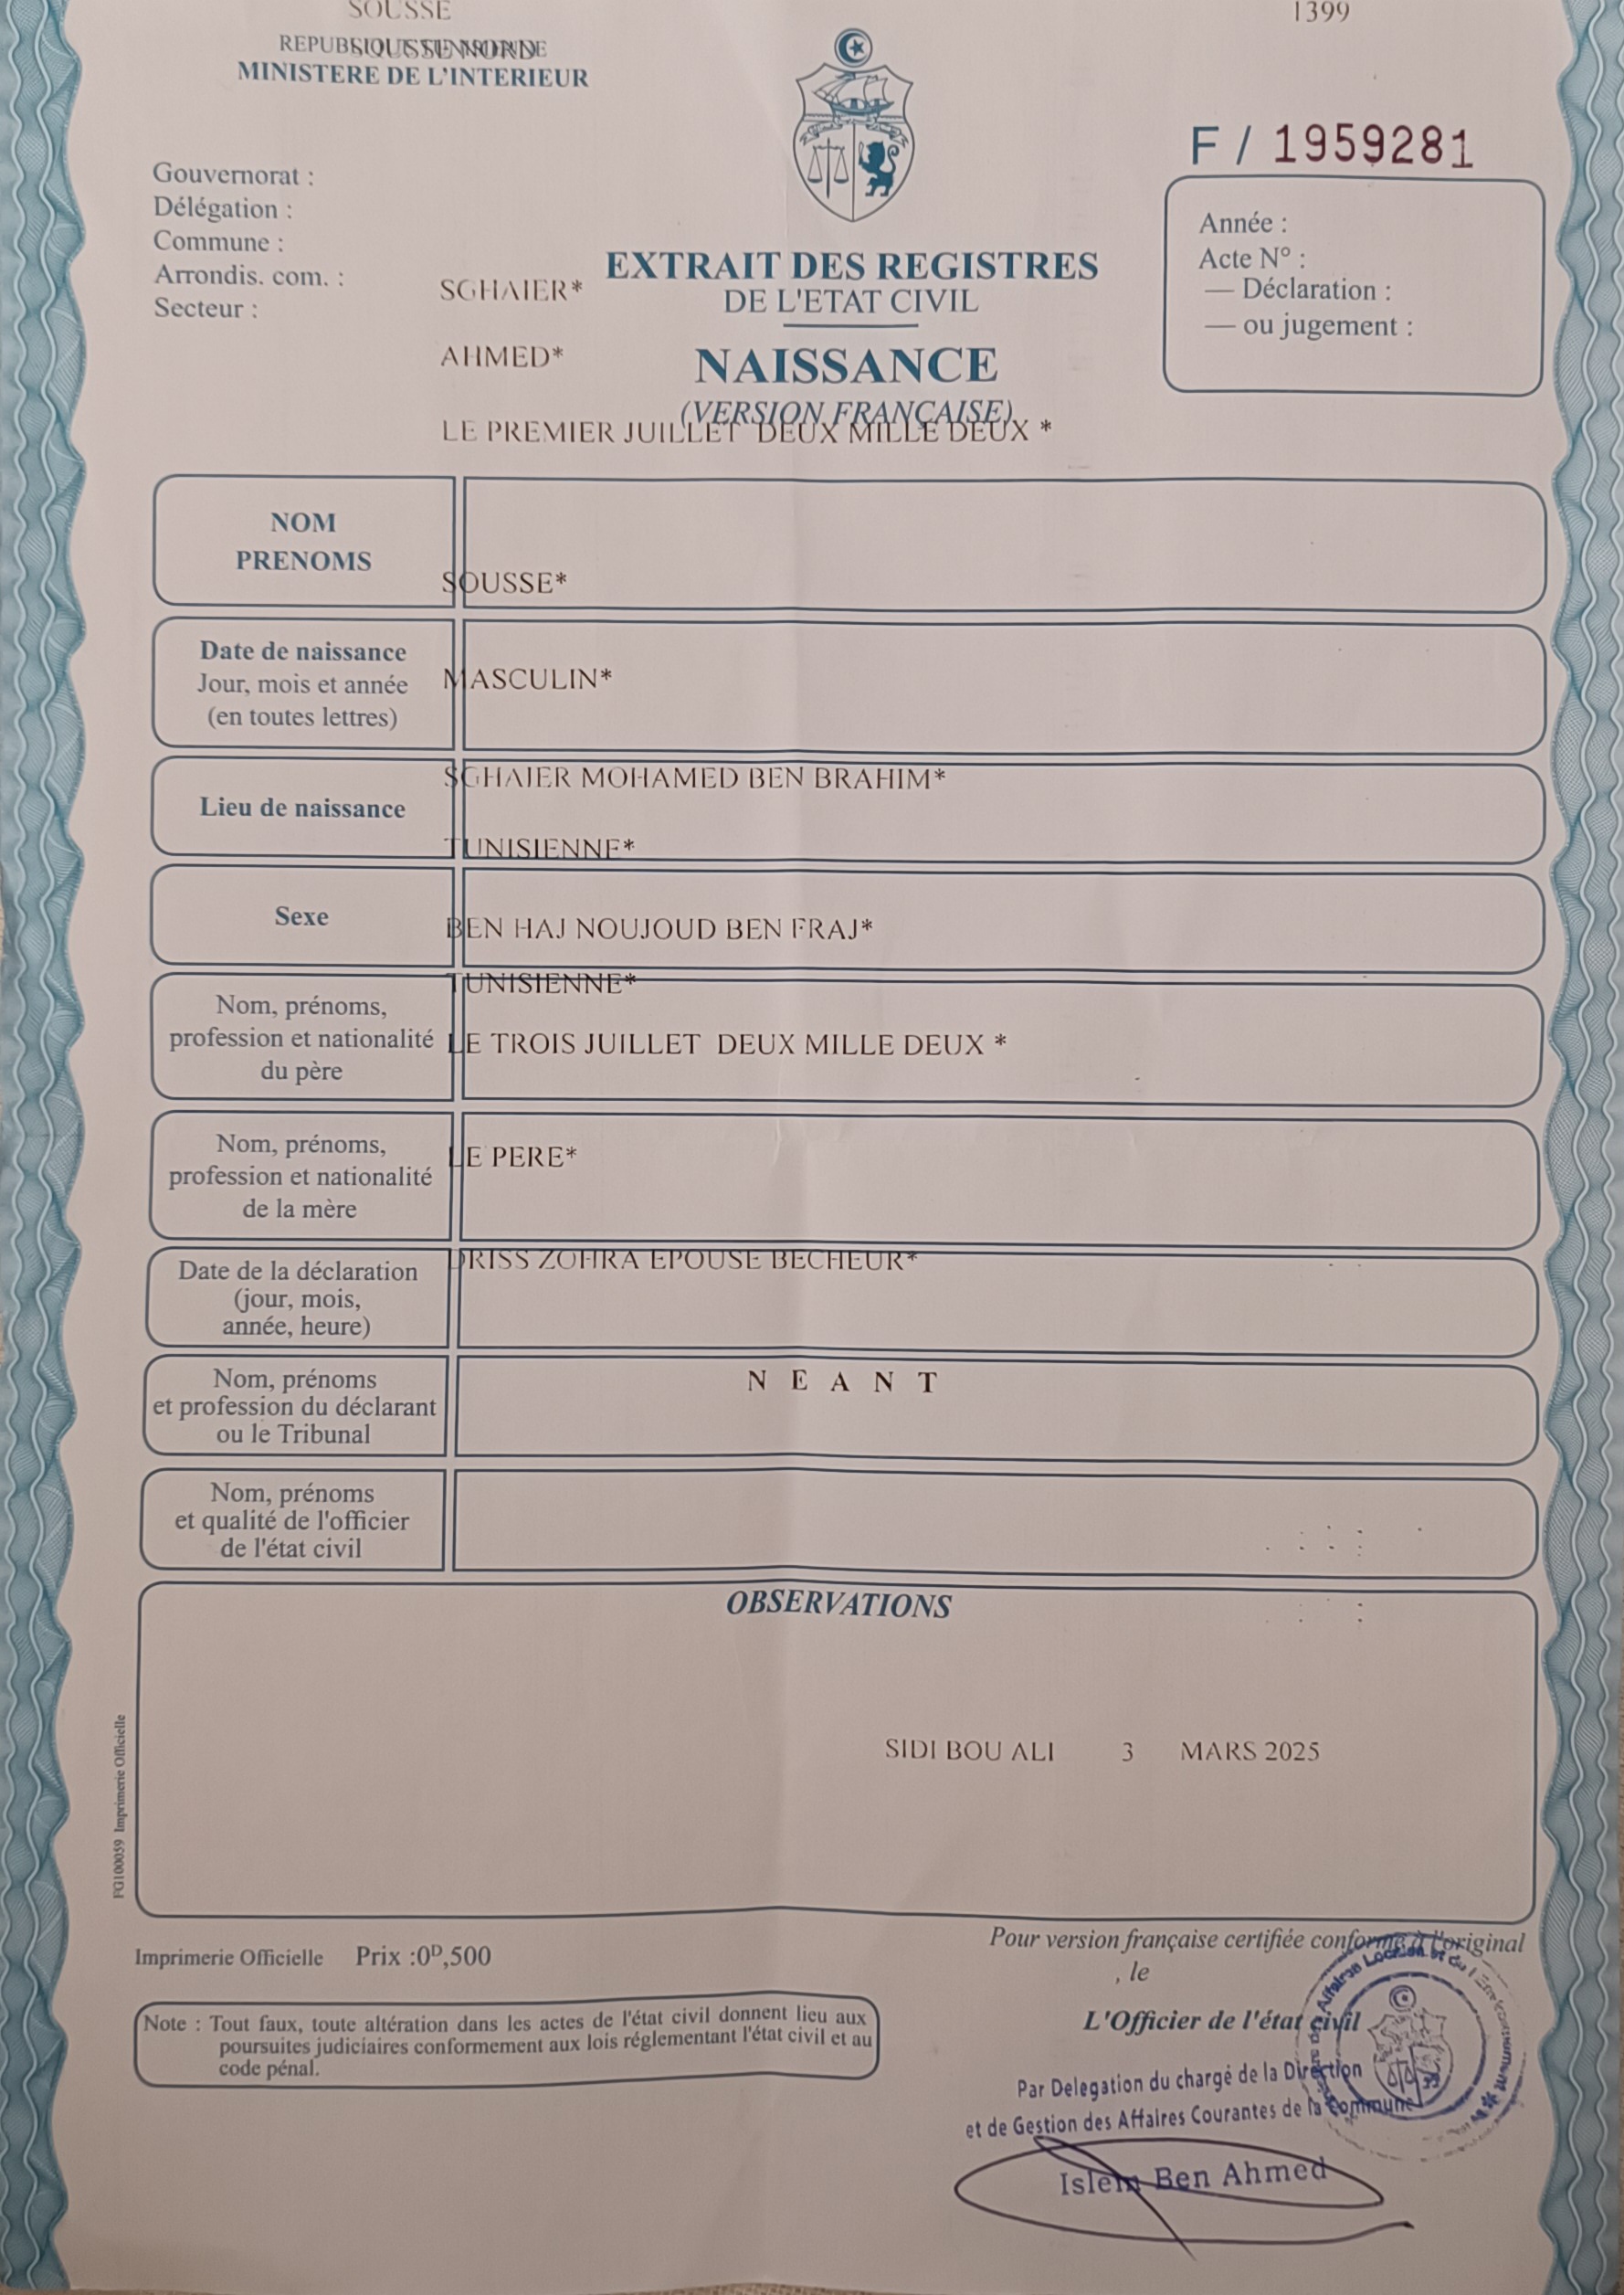 SOUSSE
1399
REPUBLIQUE TUNISIENNE
SOUSSE NORD
MINISTERE DE L'INTERIEUR
F / 1959281
Gouvernorat :
Délégation :
Commune :
Arrondis. com. :
Secteur :
Année :
Acte N° :
— Déclaration :
— ou jugement :
EXTRAIT DES REGISTRES
DE L'ETAT CIVIL
SGHAIER*
AHMED*
NAISSANCE
(VERSION FRANÇAISE)
LE PREMIER JUILLET DEUX MILLE DEUX *
NOM
PRENOMS
SOUSSE*
Date de naissance
Jour, mois et année
(en toutes lettres)
MASCULIN*
SGHAIER MOHAMED BEN BRAHIM*
Lieu de naissance
TUNISIENNE*
Sexe
BEN HAJ NOUJOUD BEN FRAJ*
TUNISIENNE*
Nom, prénoms,
profession et nationalité
du père
LE TROIS JUILLET DEUX MILLE DEUX *
Nom, prénoms,
profession et nationalité
de la mère
LE PERE*
DRISS ZOHRA EPOUSE BECHEUR*
Date de la déclaration
(jour, mois,
année, heure)
Nom, prénoms
et profession du déclarant
ou le Tribunal
N E A N T
Nom, prénoms
et qualité de l'officier
de l'état civil
OBSERVATIONS
SIDI BOU ALI 3 MARS 2025
FG100059 Imprimerie Officielle
Imprimerie Officielle Prix :0ᴰ,500
Pour version française certifiée conforme à l'original
, le
L'Officier de l'état civil
Note : Tout faux, toute altération dans les actes de l'état civil donnent lieu aux
poursuites judiciaires conformement aux lois réglementant l'état civil et au
code pénal.
Par Delegation du chargé de la Direction
et de Gestion des Affaires Courantes de la Commune
Islem Ben Ahmed
Affaires Locales et de l'Environnement